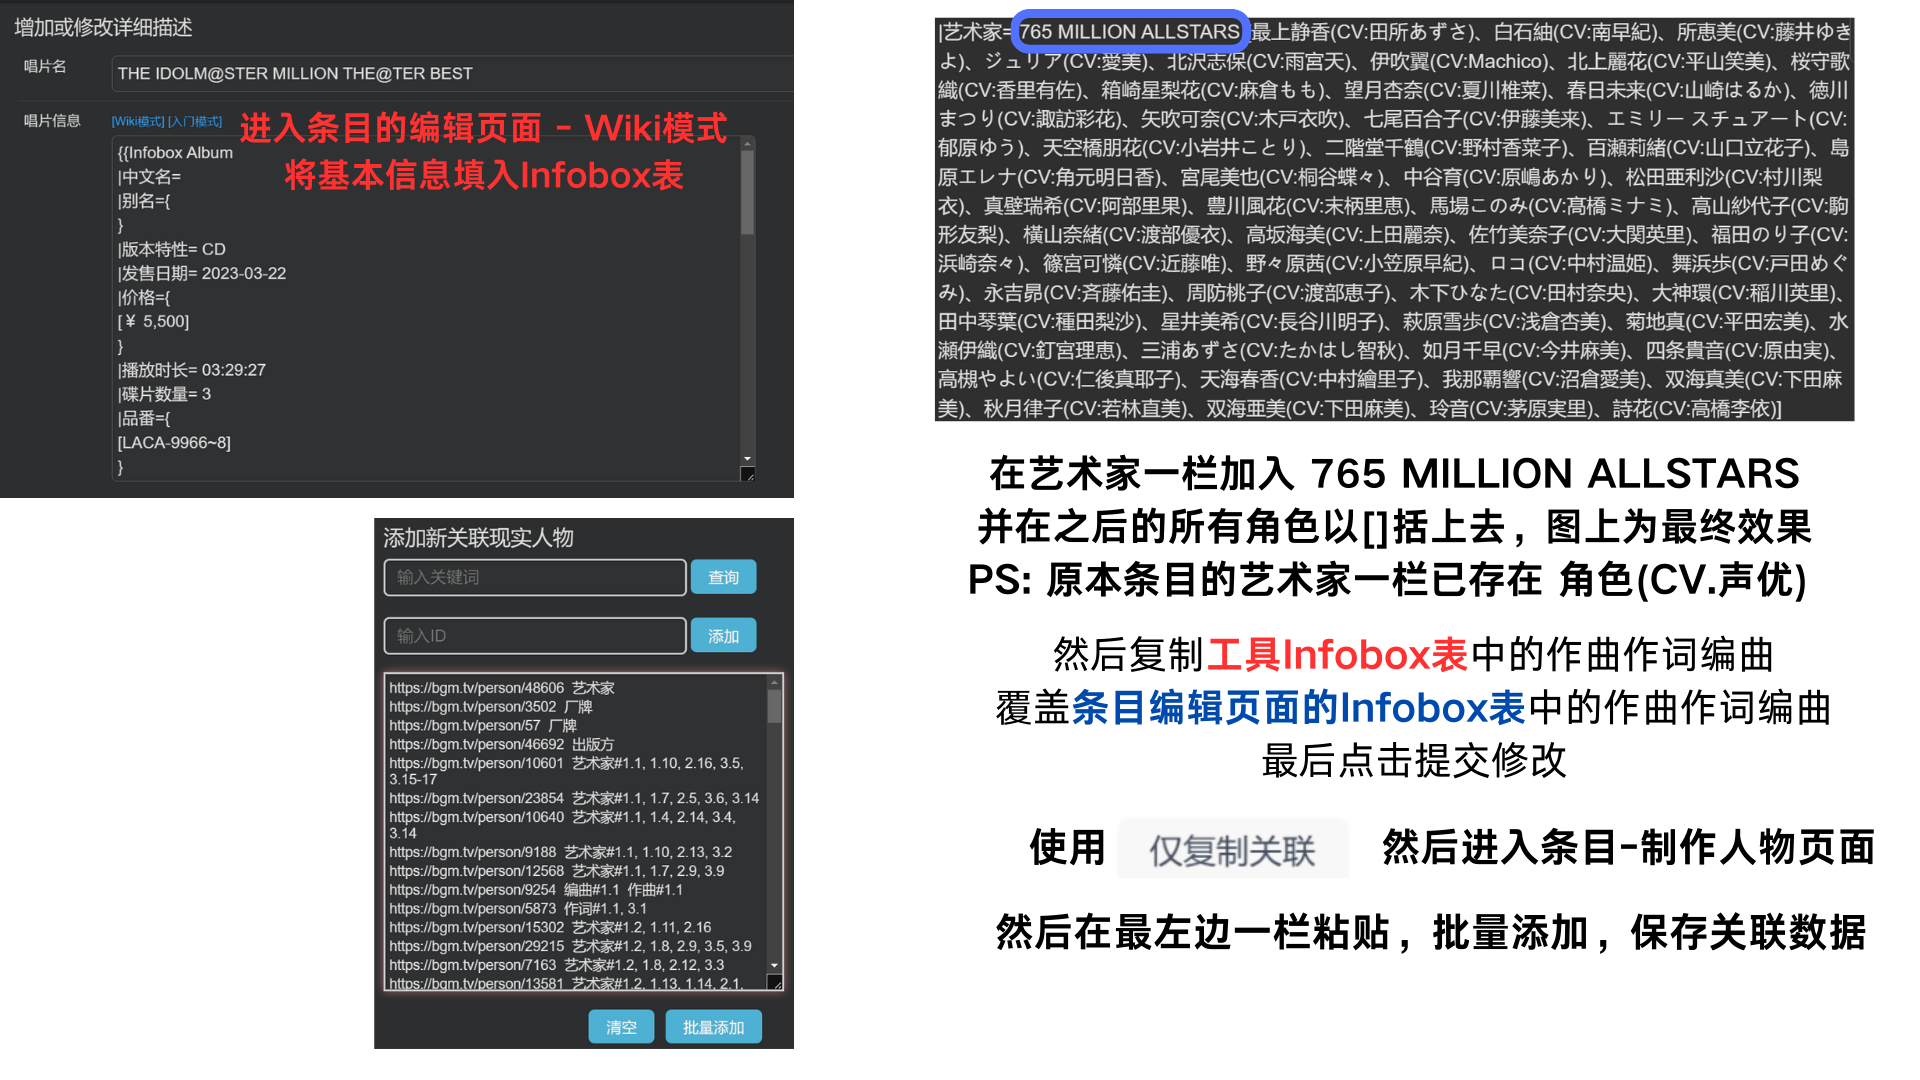 增加或修改详细描述
唱片名
THE IDOLM@STER MILLION THE@TER BEST
唱片信息
[Wiki模式] [入门模式]
进入条目的编辑页面 - Wiki模式
将基本信息填入Infobox表
{{Infobox Album
|中文名=
|别名={
}
|版本特性= CD
|发售日期= 2023-03-22
|价格={
[¥ 5,500]
}
|播放时长= 03:29:27
|碟片数量= 3
|品番={
[LACA-9966~8]
}
添加新关联现实人物
输入关键词
查询
输入ID
添加
https://bgm.tv/person/48606 艺术家
https://bgm.tv/person/3502 厂牌
https://bgm.tv/person/57 厂牌
https://bgm.tv/person/46692 出版方
https://bgm.tv/person/10601 艺术家#1.1, 1.10, 2.16, 3.5,
3.15-17
https://bgm.tv/person/23854 艺术家#1.1, 1.7, 2.5, 3.6, 3.14
https://bgm.tv/person/10640 艺术家#1.1, 1.4, 2.14, 3.4,
3.14
https://bgm.tv/person/9188 艺术家#1.1, 1.10, 2.13, 3.2
https://bgm.tv/person/12568 艺术家#1.1, 1.7, 2.9, 3.9
https://bgm.tv/person/9254 编曲#1.1 作曲#1.1
https://bgm.tv/person/5873 作词#1.1, 3.1
https://bgm.tv/person/15302 艺术家#1.2, 1.11, 2.16
https://bgm.tv/person/29215 艺术家#1.2, 1.8, 2.9, 3.5, 3.9
https://bgm.tv/person/7163 艺术家#1.2, 1.8, 2.12, 3.3
https://bgm.tv/person/13581 艺术家#1.2, 1.13, 1.14, 2.1,
清空
批量添加
|艺术家= 765 MILLION ALLSTARS [最上静香(CV:田所あずさ)、白石紬(CV:南早紀)、所恵美(CV:藤井ゆき
よ)、ジュリア(CV:愛美)、北沢志保(CV:雨宮天)、伊吹翼(CV:Machico)、北上麗花(CV:平山笑美)、桜守歌
織(CV:香里有佐)、箱崎星梨花(CV:麻倉もも)、望月杏奈(CV:夏川椎菜)、春日未来(CV:山崎はるか)、徳川
まつり(CV:諏訪彩花)、矢吹可奈(CV:木戸衣吹)、七尾百合子(CV:伊藤美来)、エミリー スチュアート(CV:
郁原ゆう)、天空橋朋花(CV:小岩井ことり)、二階堂千鶴(CV:野村香菜子)、百瀬莉緒(CV:山口立花子)、島
原エレナ(CV:角元明日香)、宮尾美也(CV:桐谷蝶々)、中谷育(CV:原嶋あかり)、松田亜利沙(CV:村川梨
衣)、真壁瑞希(CV:阿部里果)、豊川風花(CV:末柄里恵)、馬場このみ(CV:髙橋ミナミ)、高山紗代子(CV:駒
形友梨)、横山奈緒(CV:渡部優衣)、高坂海美(CV:上田麗奈)、佐竹美奈子(CV:大関英里)、福田のり子(CV:
浜崎奈々)、篠宮可憐(CV:近藤唯)、野々原茜(CV:小笠原早紀)、ロコ(CV:中村温姫)、舞浜歩(CV:戸田めぐ
み)、永吉昴(CV:斉藤佑圭)、周防桃子(CV:渡部恵子)、木下ひなた(CV:田村奈央)、大神環(CV:稲川英里)、
田中琴葉(CV:種田梨沙)、星井美希(CV:長谷川明子)、萩原雪歩(CV:浅倉杏美)、菊地真(CV:平田宏美)、水
瀬伊織(CV:釘宮理恵)、三浦あずさ(CV:たかはし智秋)、如月千早(CV:今井麻美)、四条貴音(CV:原由実)、
高槻やよい(CV:仁後真耶子)、天海春香(CV:中村繪里子)、我那覇響(CV:沼倉愛美)、双海真美(CV:下田麻
美)、秋月律子(CV:若林直美)、双海亜美(CV:下田麻美)、玲音(CV:茅原実里)、詩花(CV:高橋李依)]
在艺术家一栏加入 765 MILLION ALLSTARS
并在之后的所有角色以[]括上去，图上为最终效果
PS: 原本条目的艺术家一栏已存在 角色(CV.声优)
然后复制工具Infobox表中的作曲作词编曲
覆盖条目编辑页面的Infobox表中的作曲作词编曲
最后点击提交修改
使用 仅复制关联 然后进入条目-制作人物页面
然后在最左边一栏粘贴，批量添加，保存关联数据